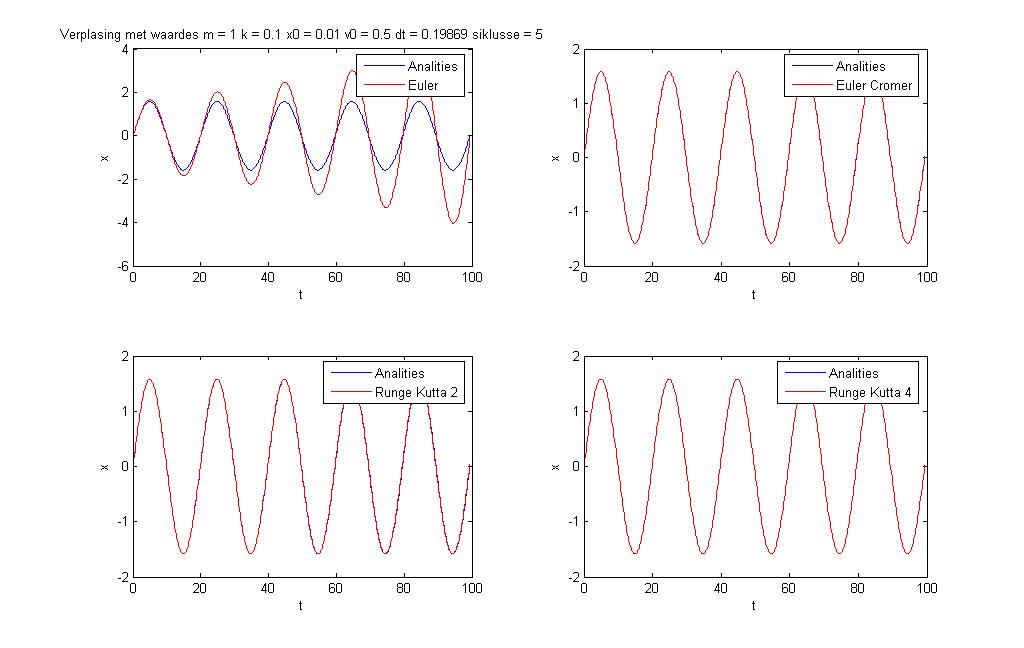 Verplasing met waardes m = 1 k = 0.1 x0 = 0.01 v0 = 0.5 dt = 0.19869 siklusse = 5
4
2
0
-2
-4
-6
x
0 20 40 60 80 100
t
Analities
Euler
2
1
0
-1
-2
x
0 20 40 60 80 100
t
Analities
Euler Cromer
2
1
0
-1
-2
x
0 20 40 60 80 100
t
Analities
Runge Kutta 2
2
1
0
-1
-2
x
0 20 40 60 80 100
t
Analities
Runge Kutta 4